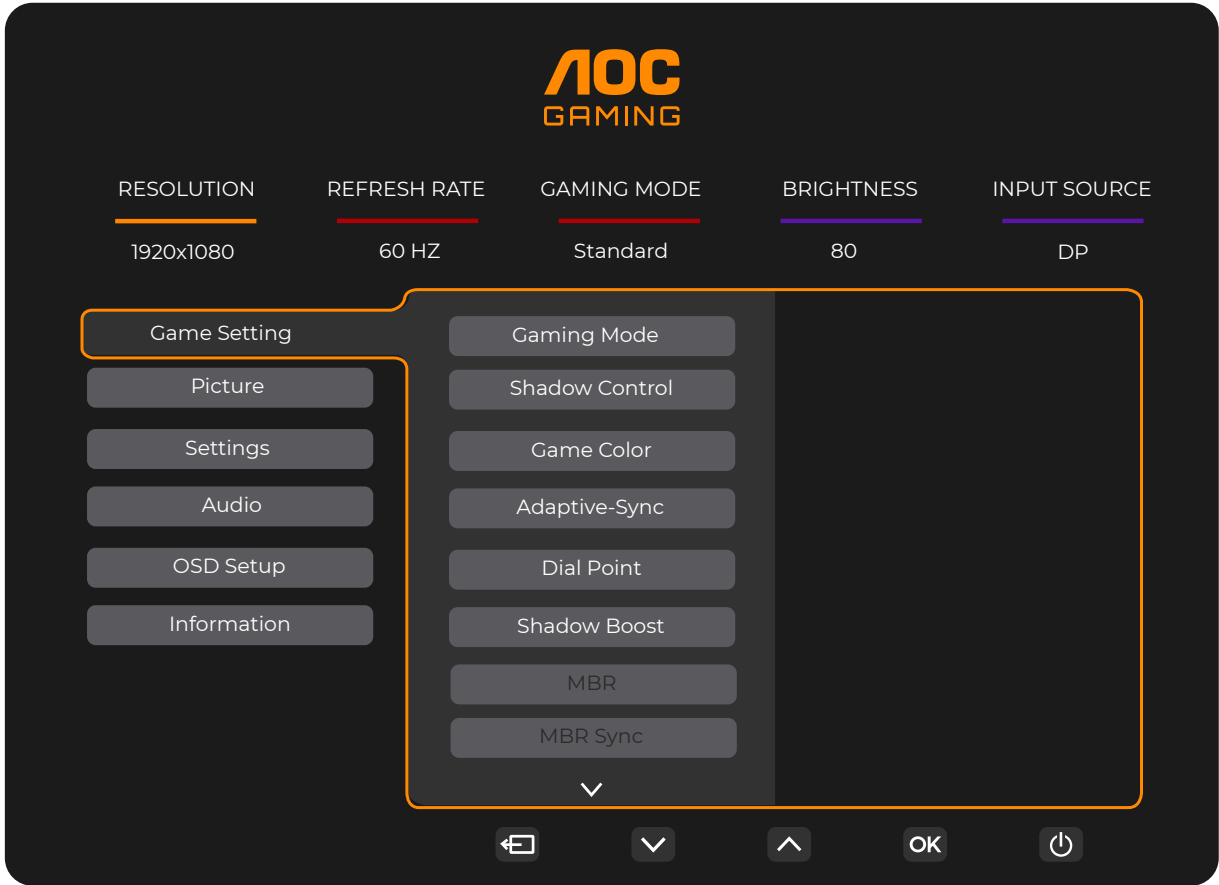 AOC
GAMING
RESOLUTION REFRESH RATE GAMING MODE BRIGHTNESS INPUT SOURCE
1920x1080 60 HZ Standard 80 DP
Game Setting
Picture
Settings
Audio
OSD Setup
Information
Gaming Mode
Shadow Control
Game Color
Adaptive-Sync
Dial Point
Shadow Boost
MBR
MBR Sync
OK